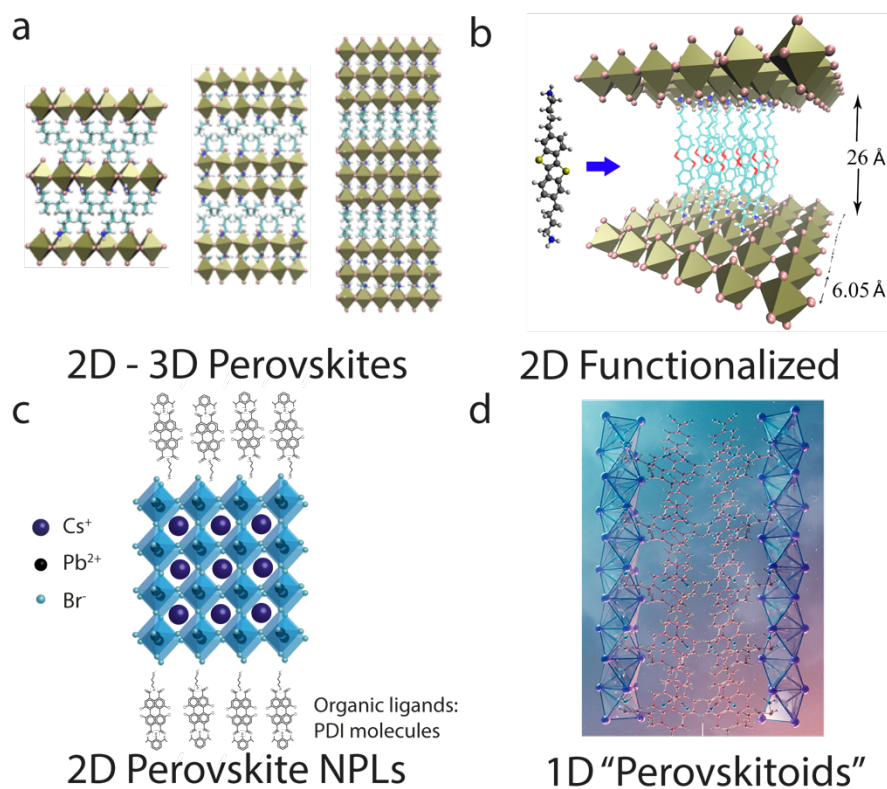 a
b
26 Å
6.05 Å
2D - 3D Perovskites
2D Functionalized
c
d
Cs⁺
Pb²⁺
Br⁻
Organic ligands:
PDI molecules
2D Perovskite NPLs
1D “Perovskitoids”